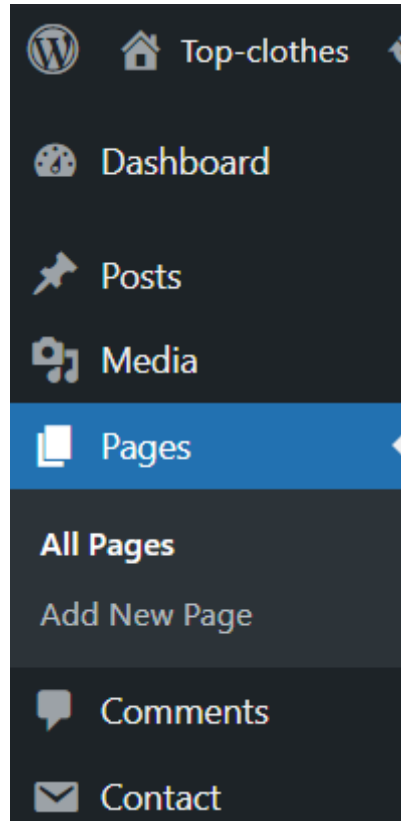 Top-clothes
Dashboard
Posts
Media
Pages
All Pages
Add New Page
Comments
Contact